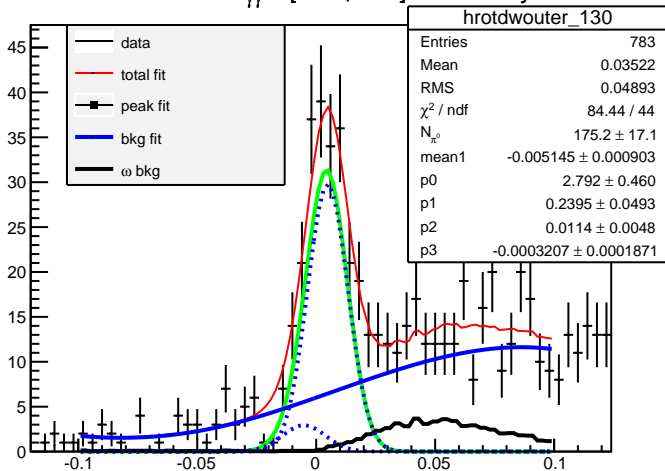 hrotdwouter_130
Entries 783
Mean 0.03522
RMS 0.04893
χ² / ndf 84.44 / 44
N_π⁰ 175.2 ± 17.1
mean1 -0.005145 ± 0.000903
p0 2.792 ± 0.460
p1 0.2395 ± 0.0493
p2 0.0114 ± 0.0048
p3 -0.0003207 ± 0.0001871
data
total fit
peak fit
bkg fit
ω bkg
45
40
35
30
25
20
15
10
5
0
-0.1 -0.05 0 0.05 0.1